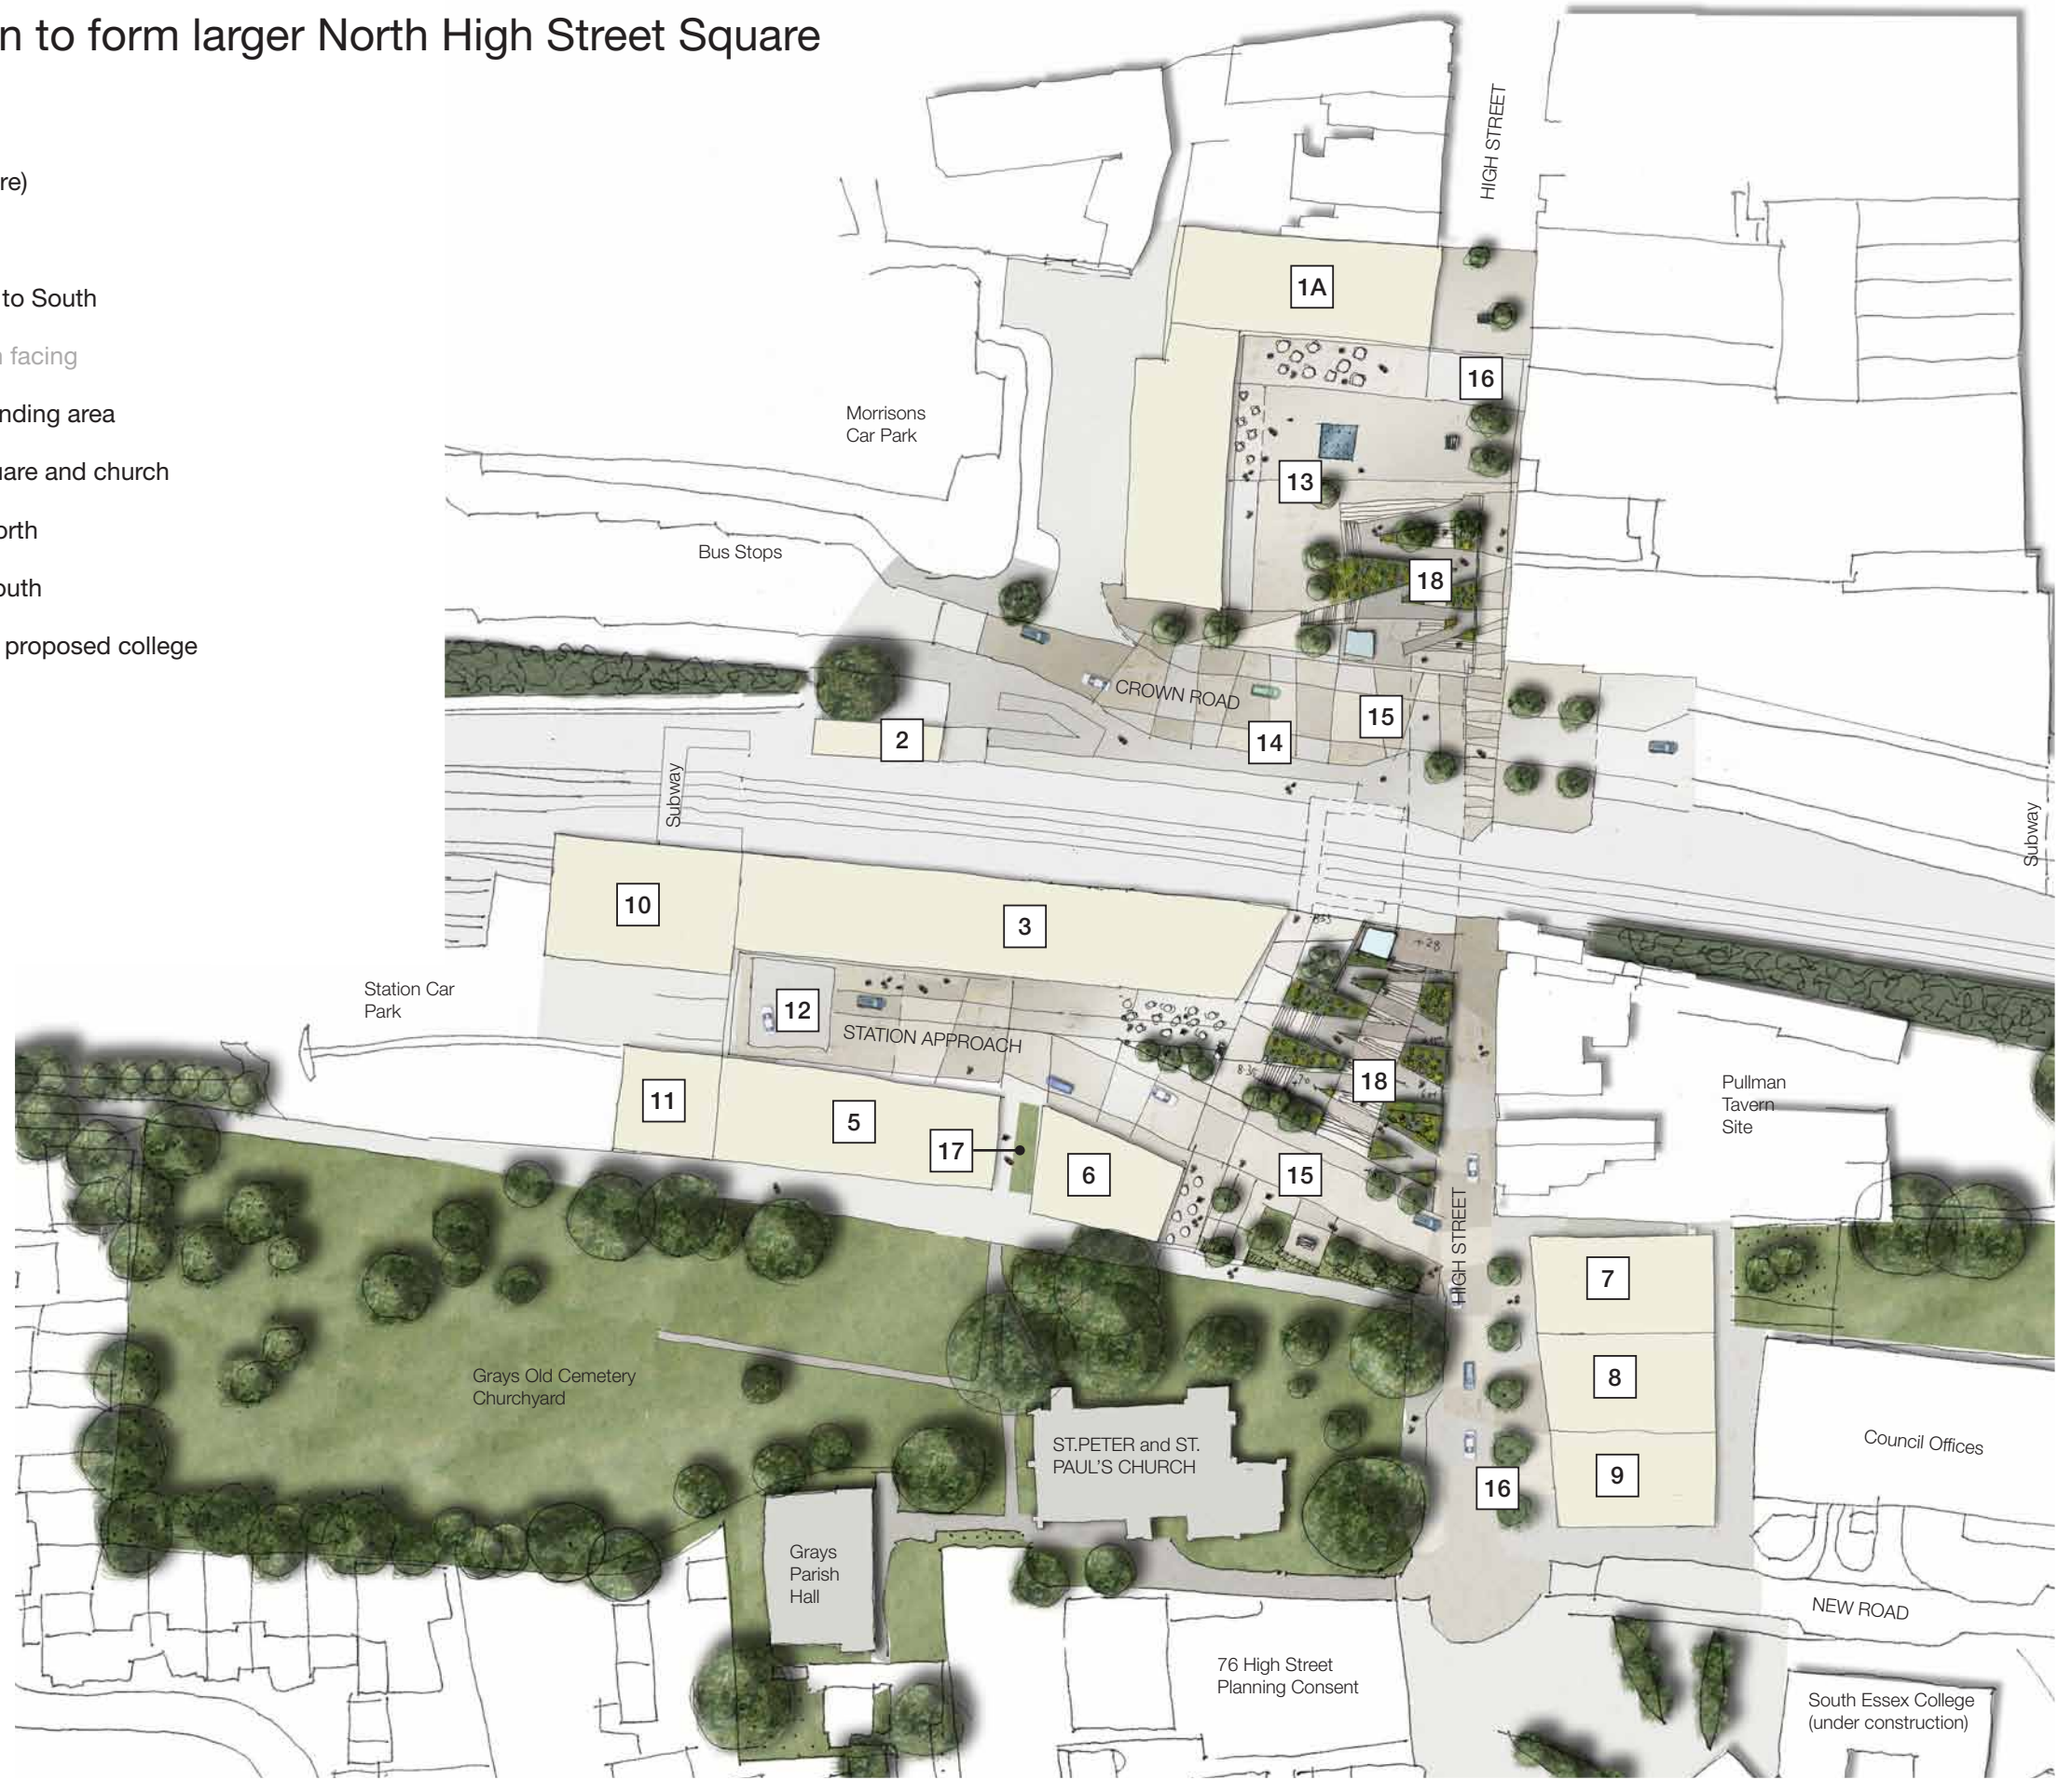 n to form larger North High Street Square
re)
to South
n facing
nding area
uare and church
orth
outh
proposed college
HIGH STREET
1A
16
Morrisons
Car Park
13
Bus Stops
18
CROWN ROAD
15
14
2
Subway
Subway
10
3
Station Car
Park
12
STATION APPROACH
18
Pullman
Tavern
Site
11
5
17
6
15
HIGH STREET
7
8
9
16
Grays Old Cemetery
Churchyard
ST.PETER and ST.
PAUL'S CHURCH
Council Offices
Grays
Parish
Hall
NEW ROAD
76 High Street
Planning Consent
South Essex College
(under construction)